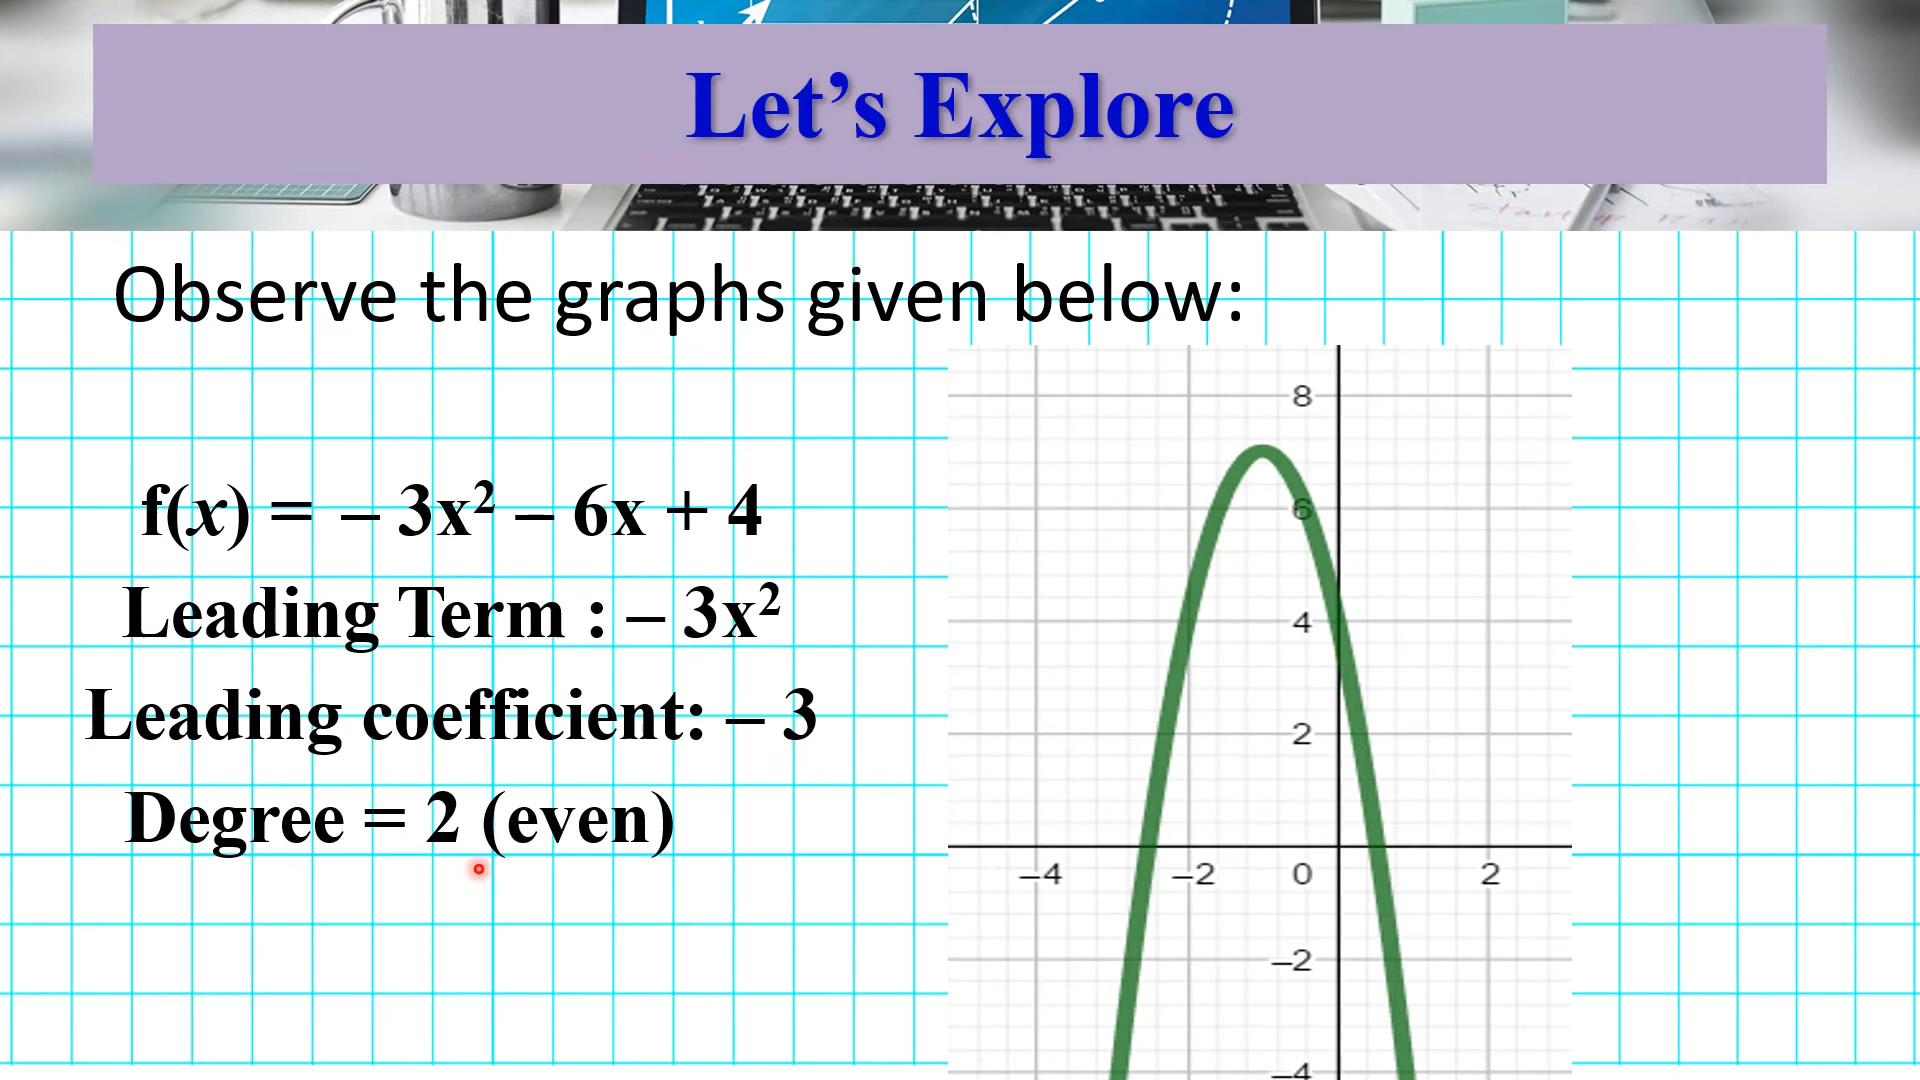 Let’s Explore
Observe the graphs given below:
f(x) = – 3x² – 6x + 4
Leading Term : – 3x²
Leading coefficient: – 3
Degree = 2 (even)
8
6
4
2
–4 –2 0 2
–2
–4